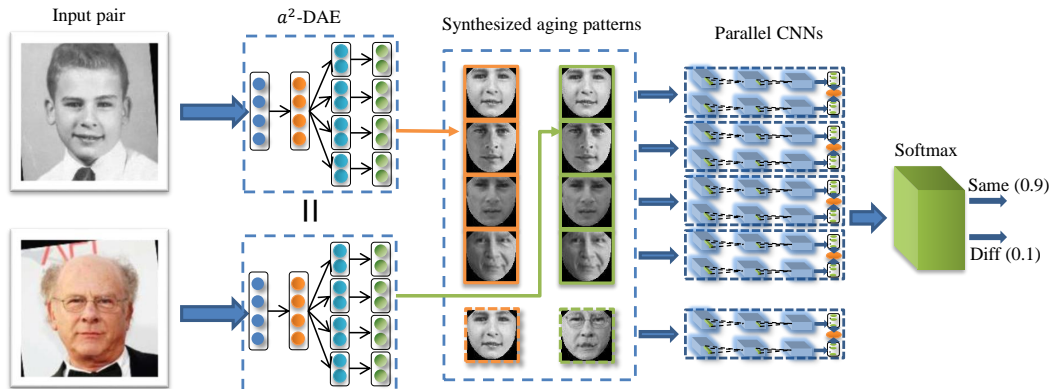 Input pair
a²-DAE
Synthesized aging patterns
Parallel CNNs
Softmax
Same (0.9)
Diff (0.1)